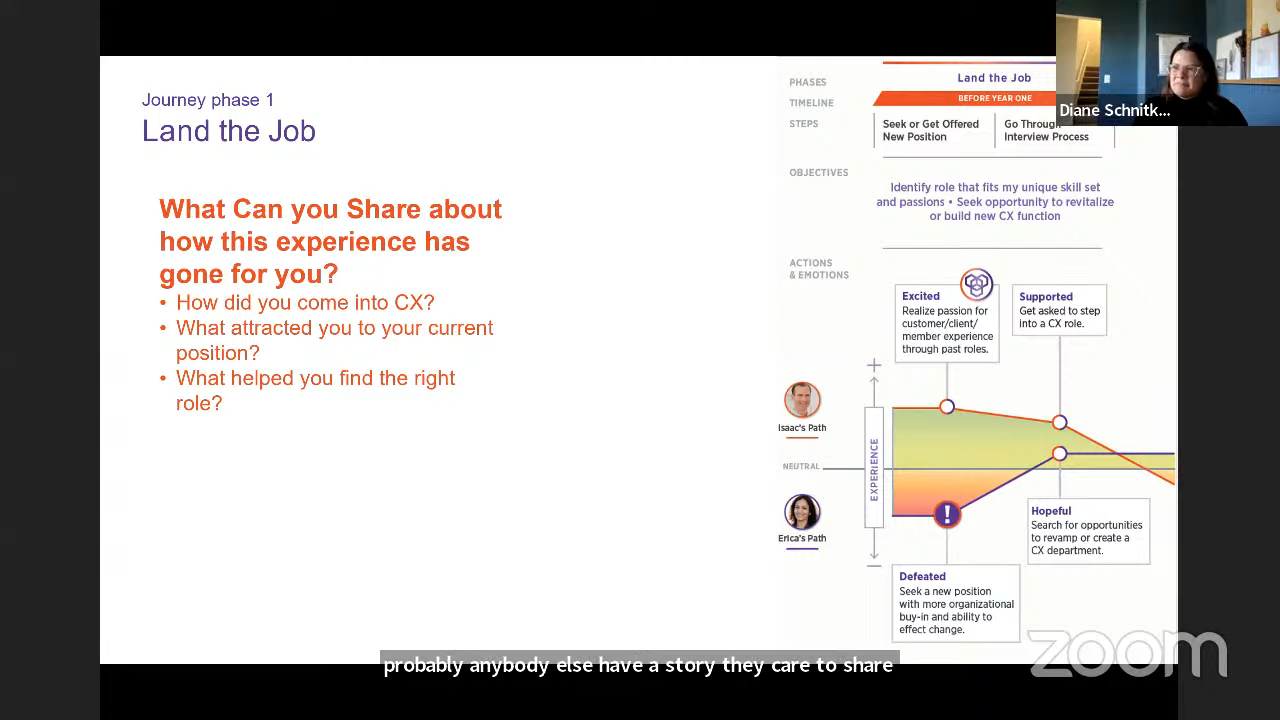 Journey phase 1
Land the Job
What Can you Share about
how this experience has
gone for you?
• How did you come into CX?
• What attracted you to your current
position?
• What helped you find the right
role?
PHASES
Land the Job
TIMELINE
BEFORE YEAR ONE
STEPS
Seek or Get Offered
New Position
Go Through
Interview Process
OBJECTIVES
Identify role that fits my unique skill set
and passions • Seek opportunity to revitalize
or build new CX function
ACTIONS
& EMOTIONS
Excited
Realize passion for
customer/client/
member experience
through past roles.
Supported
Get asked to step
into a CX role.
+
Isaac's Path
NEUTRAL
EXPERIENCE
!
Erica's Path
–
Hopeful
Search for opportunities
to revamp or create a
CX department.
Defeated
Seek a new position
with more organizational
buy-in and ability to
effect change.
Diane Schnitk...
probably anybody else have a story they care to share
zoom